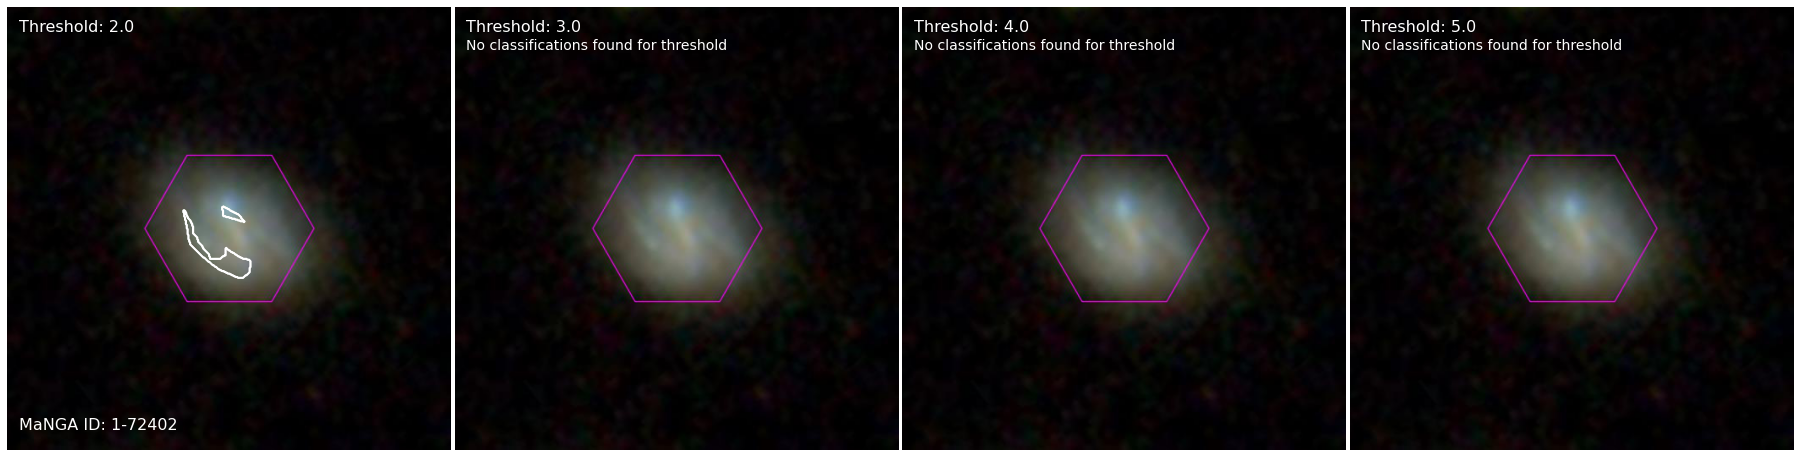 Threshold: 2.0
MaNGA ID: 1-72402
Threshold: 3.0
No classifications found for threshold
Threshold: 4.0
No classifications found for threshold
Threshold: 5.0
No classifications found for threshold